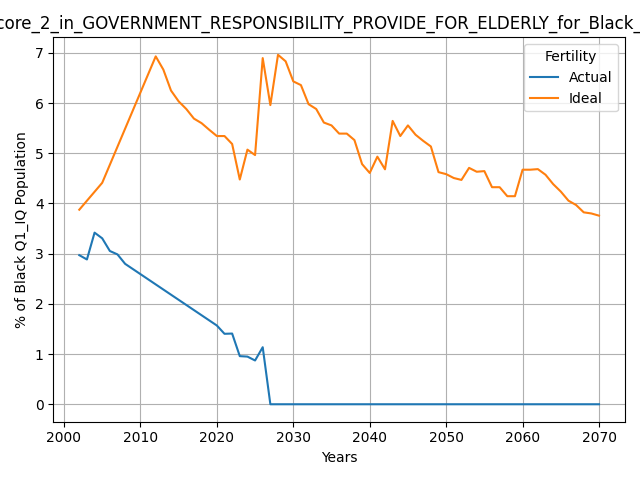 core_2_in_GOVERNMENT_RESPONSIBILITY_PROVIDE_FOR_ELDERLY_for_Black_
Fertility
Actual
Ideal
7
6
5
4
3
2
1
0
% of Black Q1_IQ Population
2000 2010 2020 2030 2040 2050 2060 2070
Years